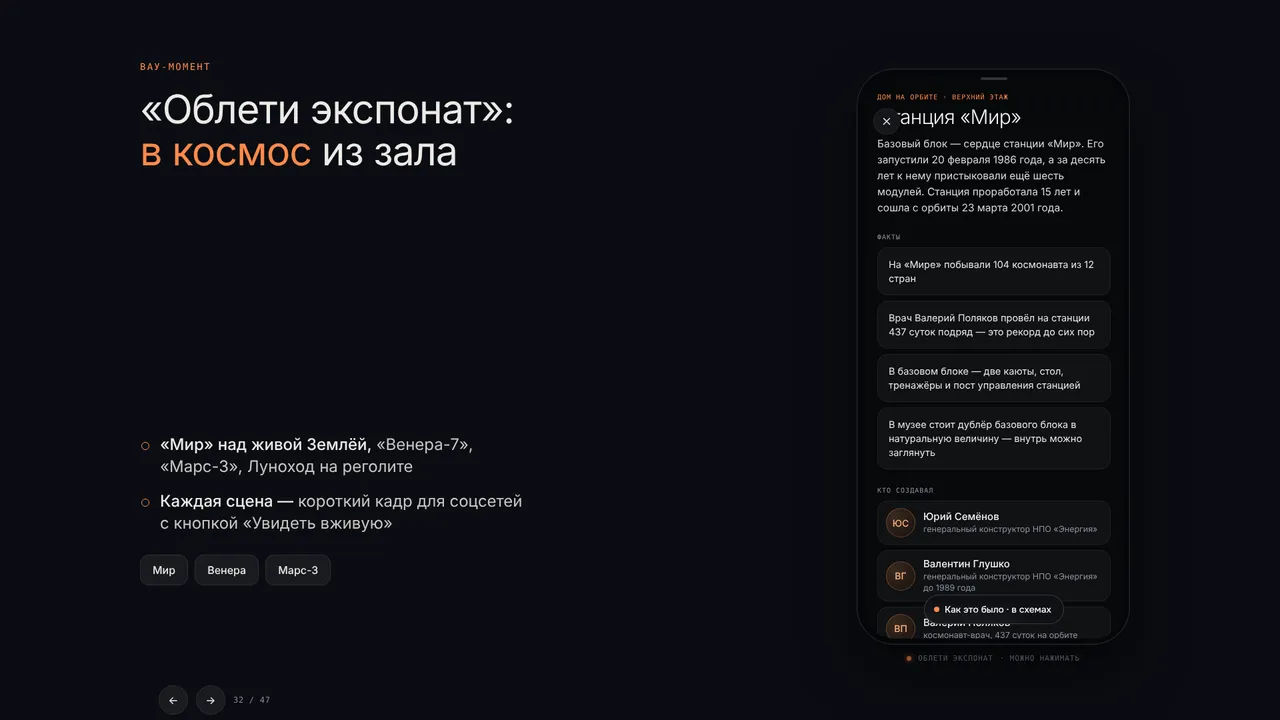 ВАУ-МОМЕНТ
«Облети экспонат»:
в космос из зала
«Мир» над живой Землёй, «Венера-7»,
«Марс-3», Луноход на реголите
Каждая сцена — короткий кадр для соцсетей
с кнопкой «Увидеть вживую»
Мир
Венера
Марс-3
← → 32 / 47
ДОМ НА ОРБИТЕ · ВЕРХНИЙ ЭТАЖ
× танция «Мир»
Базовый блок — сердце станции «Мир». Его
запустили 20 февраля 1986 года, а за десять
лет к нему пристыковали ещё шесть
модулей. Станция проработала 15 лет и
сошла с орбиты 23 марта 2001 года.
ФАКТЫ
На «Мире» побывали 104 космонавта из 12
стран
Врач Валерий Поляков провёл на станции
437 суток подряд — это рекорд до сих пор
В базовом блоке — две каюты, стол,
тренажёры и пост управления станцией
В музее стоит дублёр базового блока в
натуральную величину — внутрь можно
заглянуть
КТО СОЗДАВАЛ
ЮС
Юрий Семёнов
генеральный конструктор НПО «Энергия»
ВГ
Валентин Глушко
генеральный конструктор НПО «Энергия»
до 1989 года
Как это было · в схемах
ВП
Валерий Поляков
космонавт-врач, 437 суток на орбите
ОБЛЕТИ ЭКСПОНАТ · МОЖНО НАЖИМАТЬ